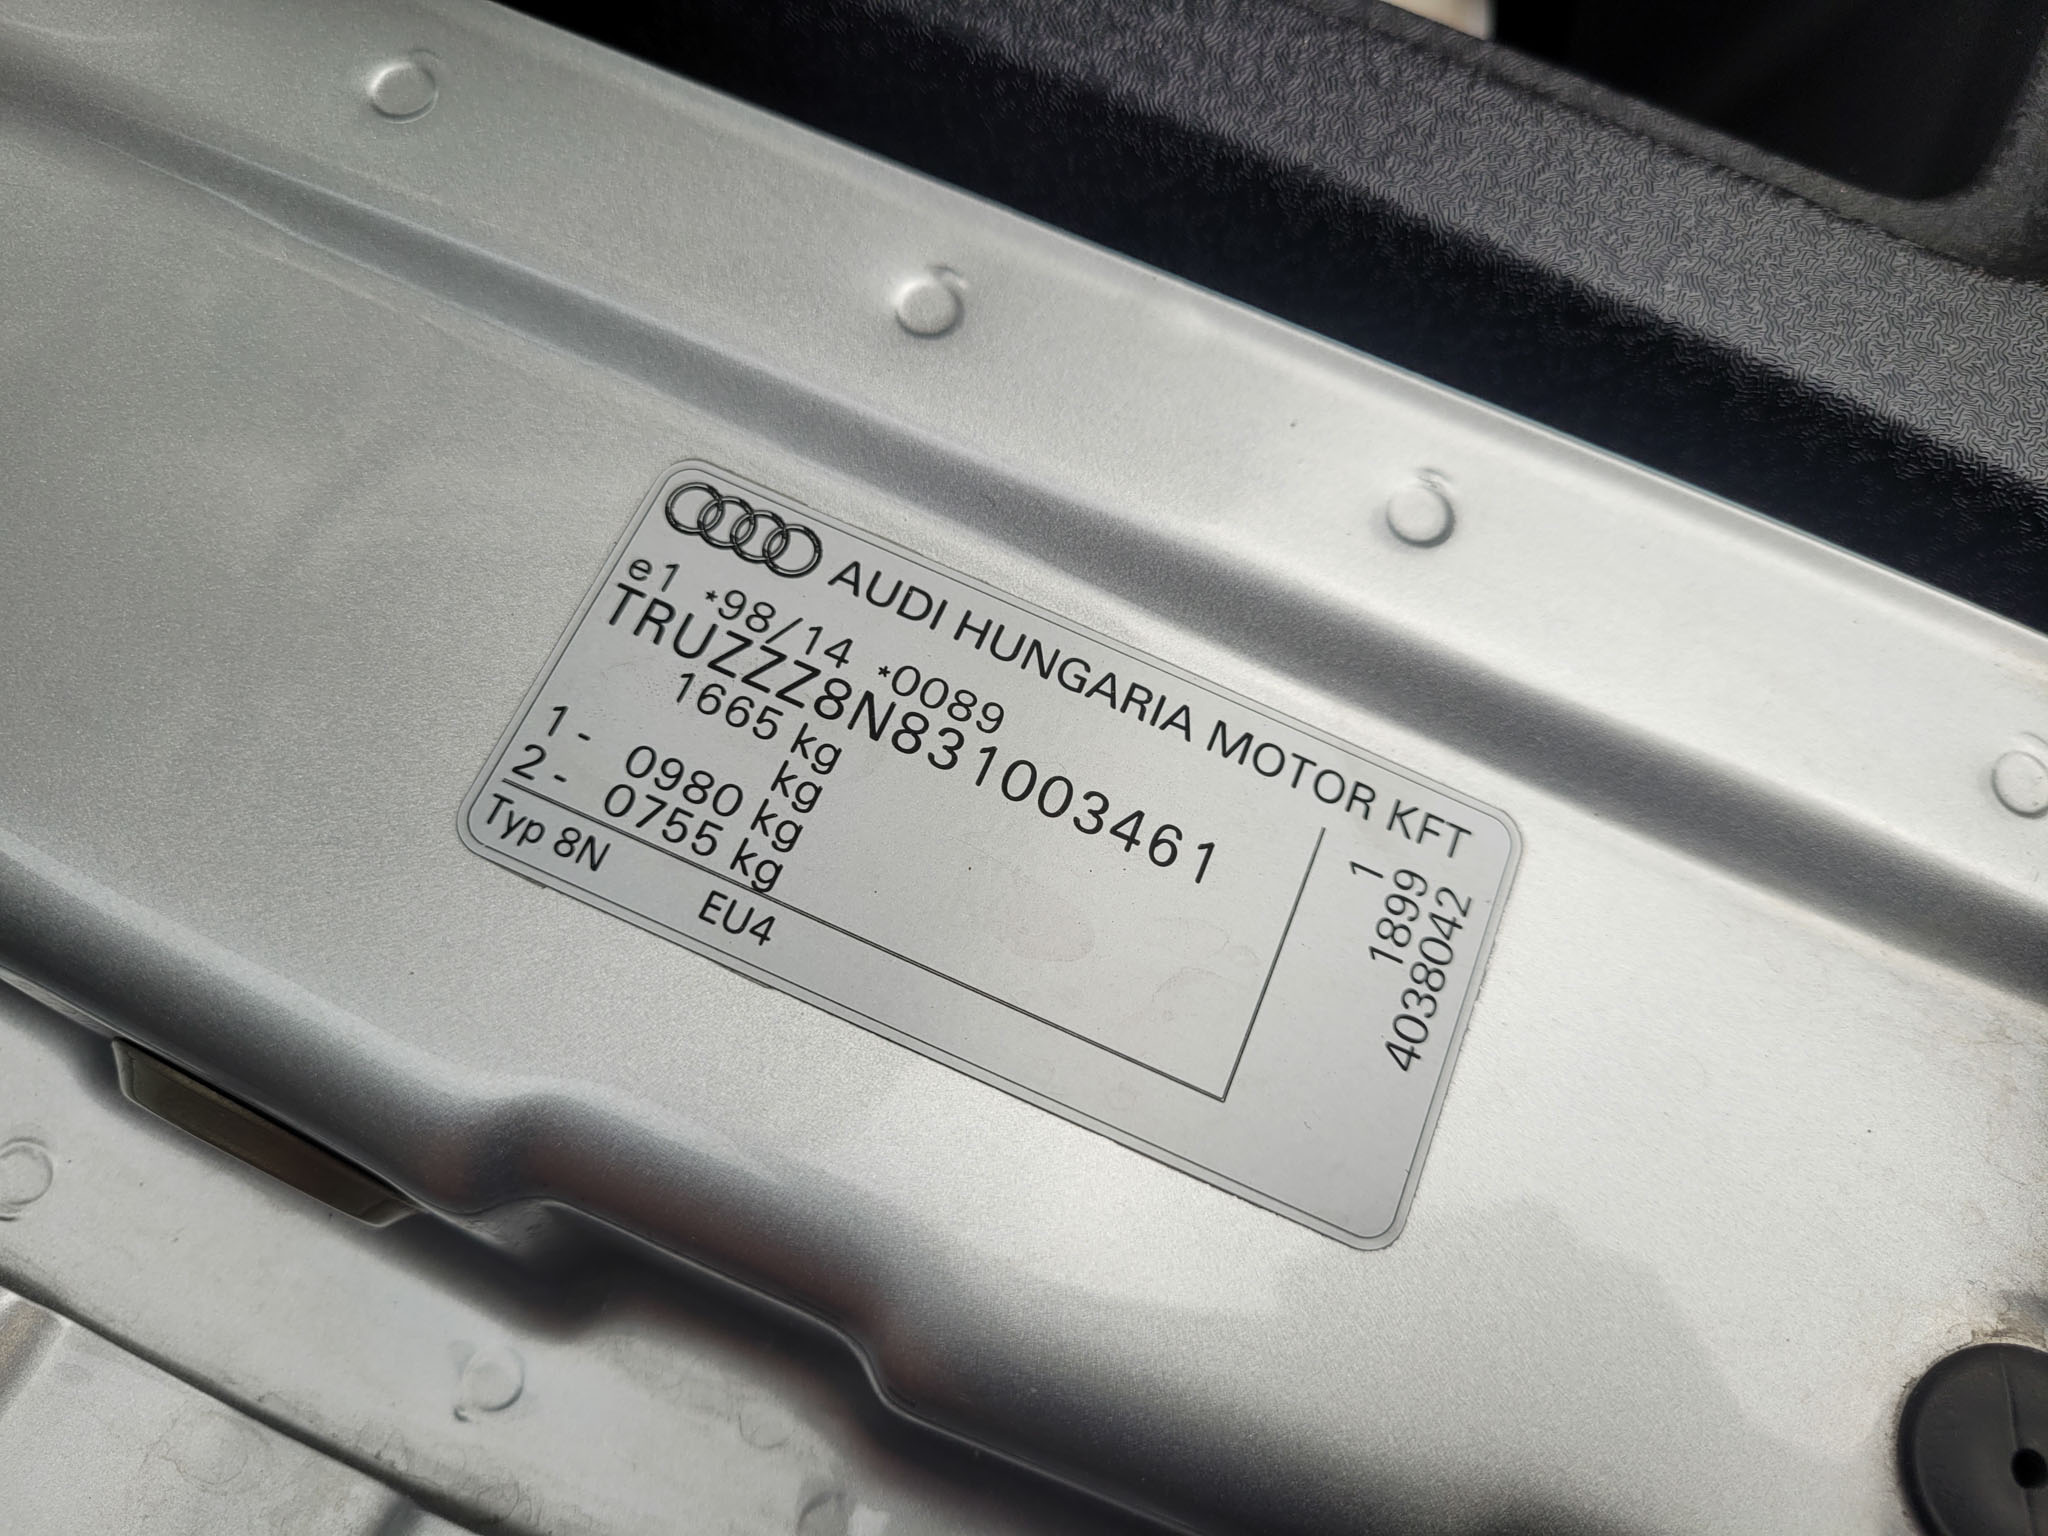 AUDI HUNGARIA MOTOR KFT
e1 *98/14 *0089
TRUZZZ8N831003461
1665 kg
kg
1- 0980 kg
2- 0755 kg
Typ 8N EU4
1
1899
4038042